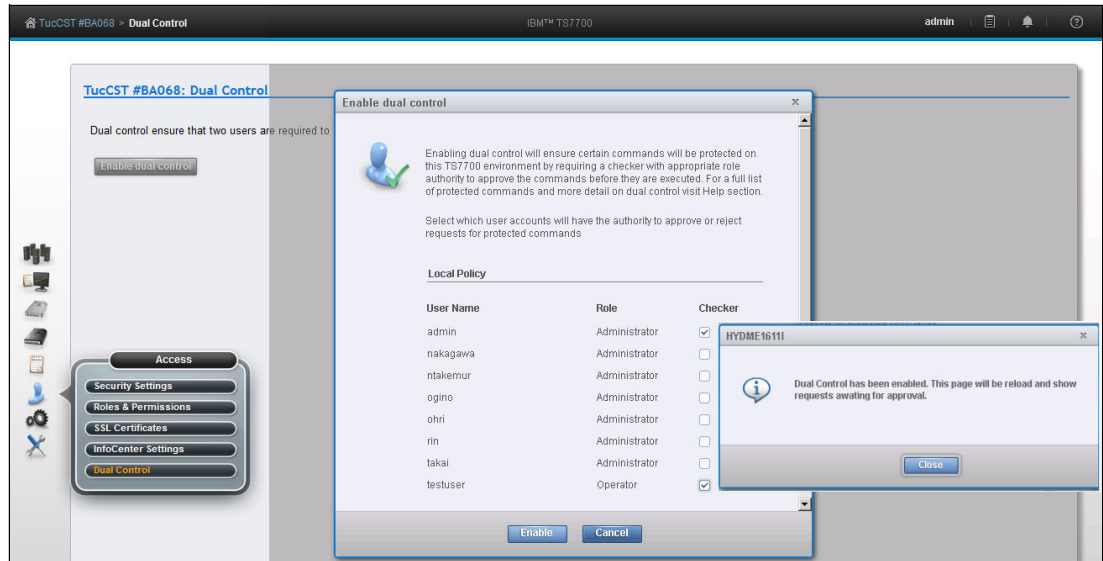 TucCST #BA068 > Dual Control
IBM™ TS7700
admin
TucCST #BA068: Dual Control
Dual control ensure that two users are required to
Enable dual control
Access
Security Settings
Roles & Permissions
SSL Certificates
InfoCenter Settings
Dual Control
Enable dual control
Enabling dual control will ensure certain commands will be protected on
this TS7700 environment by requiring a checker with appropriate role
authority to approve the commands before they are executed. For a full list
of protected commands and more detail on dual control visit Help section.
Select which user accounts will have the authority to approve or reject
requests for protected commands
Local Policy
User Name Role Checker
admin Administrator
nakagawa Administrator
ntakemur Administrator
ogino Administrator
ohri Administrator
rin Administrator
takai Administrator
testuser Operator
Enable Cancel
HYDME1611I
Dual Control has been enabled. This page will be reload and show
requests awating for approval.
Close